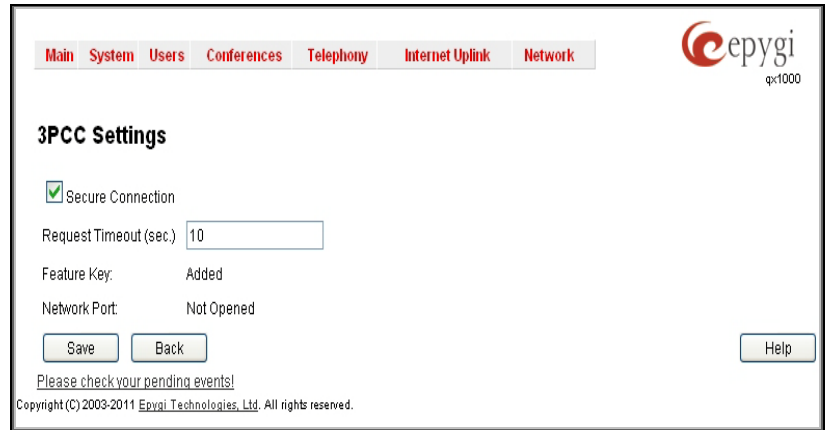 Main System Users Conferences Telephony Internet Uplink Network
epygi
qx1000
3PCC Settings
Secure Connection
Request Timeout (sec.) 10
Feature Key: Added
Network Port: Not Opened
Save Back Help
Please check your pending events!
Copyright (C) 2003-2011 Epygi Technologies, Ltd. All rights reserved.